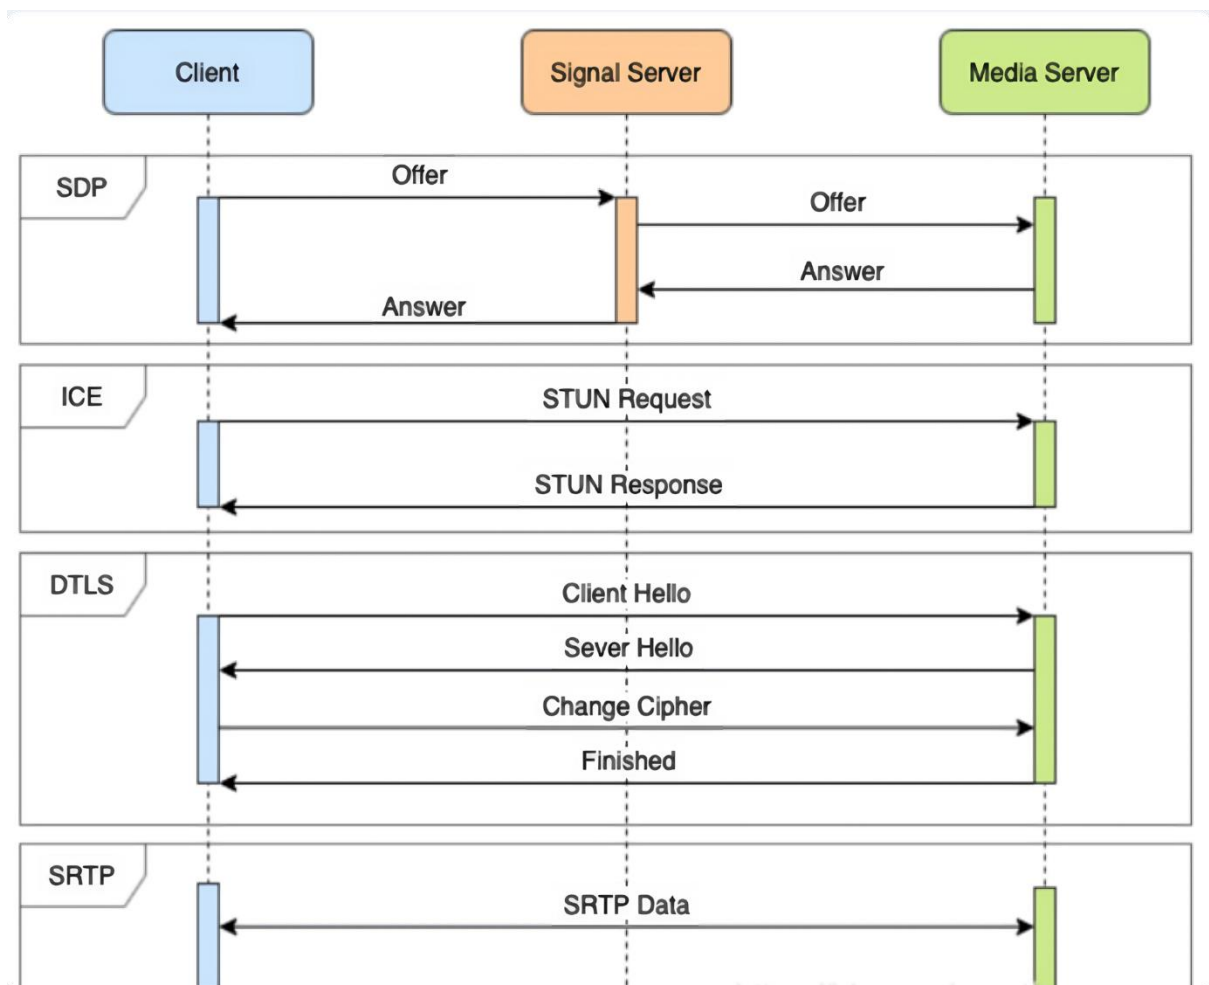 Client
Signal Server
Media Server
SDP
Offer
Offer
Answer
Answer
ICE
STUN Request
STUN Response
DTLS
Client Hello
Sever Hello
Change Cipher
Finished
SRTP
SRTP Data